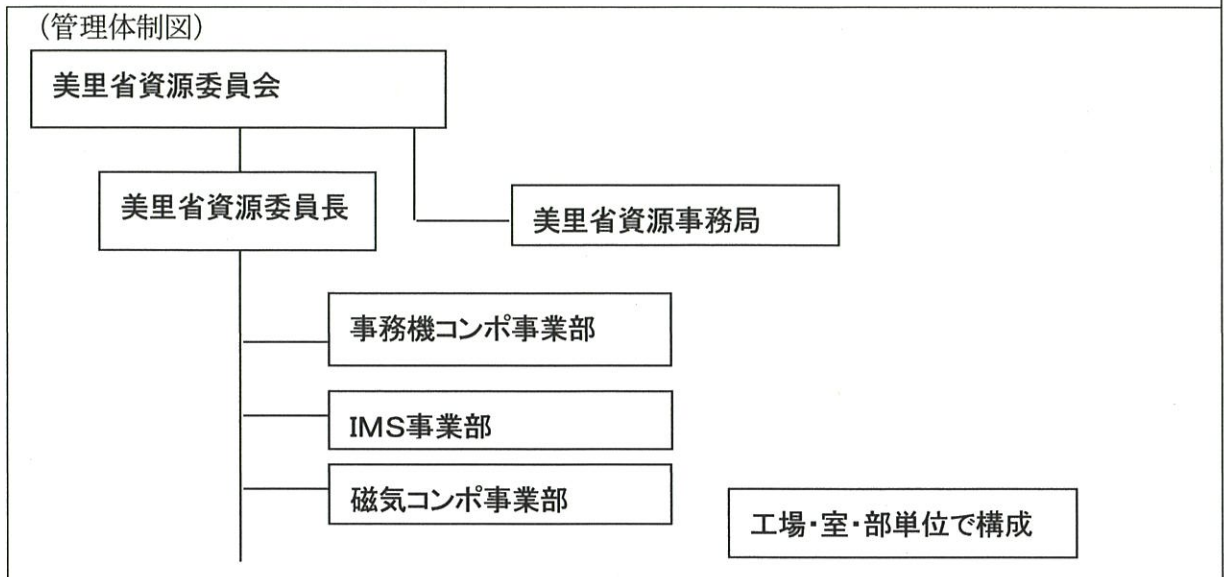 (管理体制図)
美里省資源委員会
美里省資源委員長
美里省資源事務局
事務機コンポ事業部
IMS事業部
磁気コンポ事業部
工場・室・部単位で構成